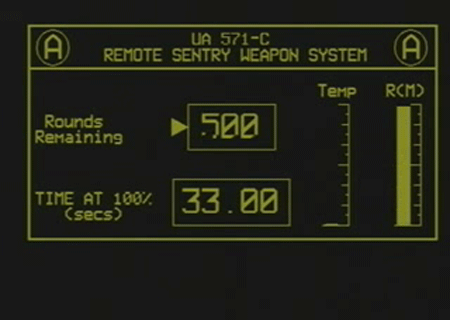 A UA 571-C A
REMOTE SENTRY WEAPON SYSTEM
Temp R(M)
Rounds
Remaining
500
TIME AT 100%
(secs)
33.00